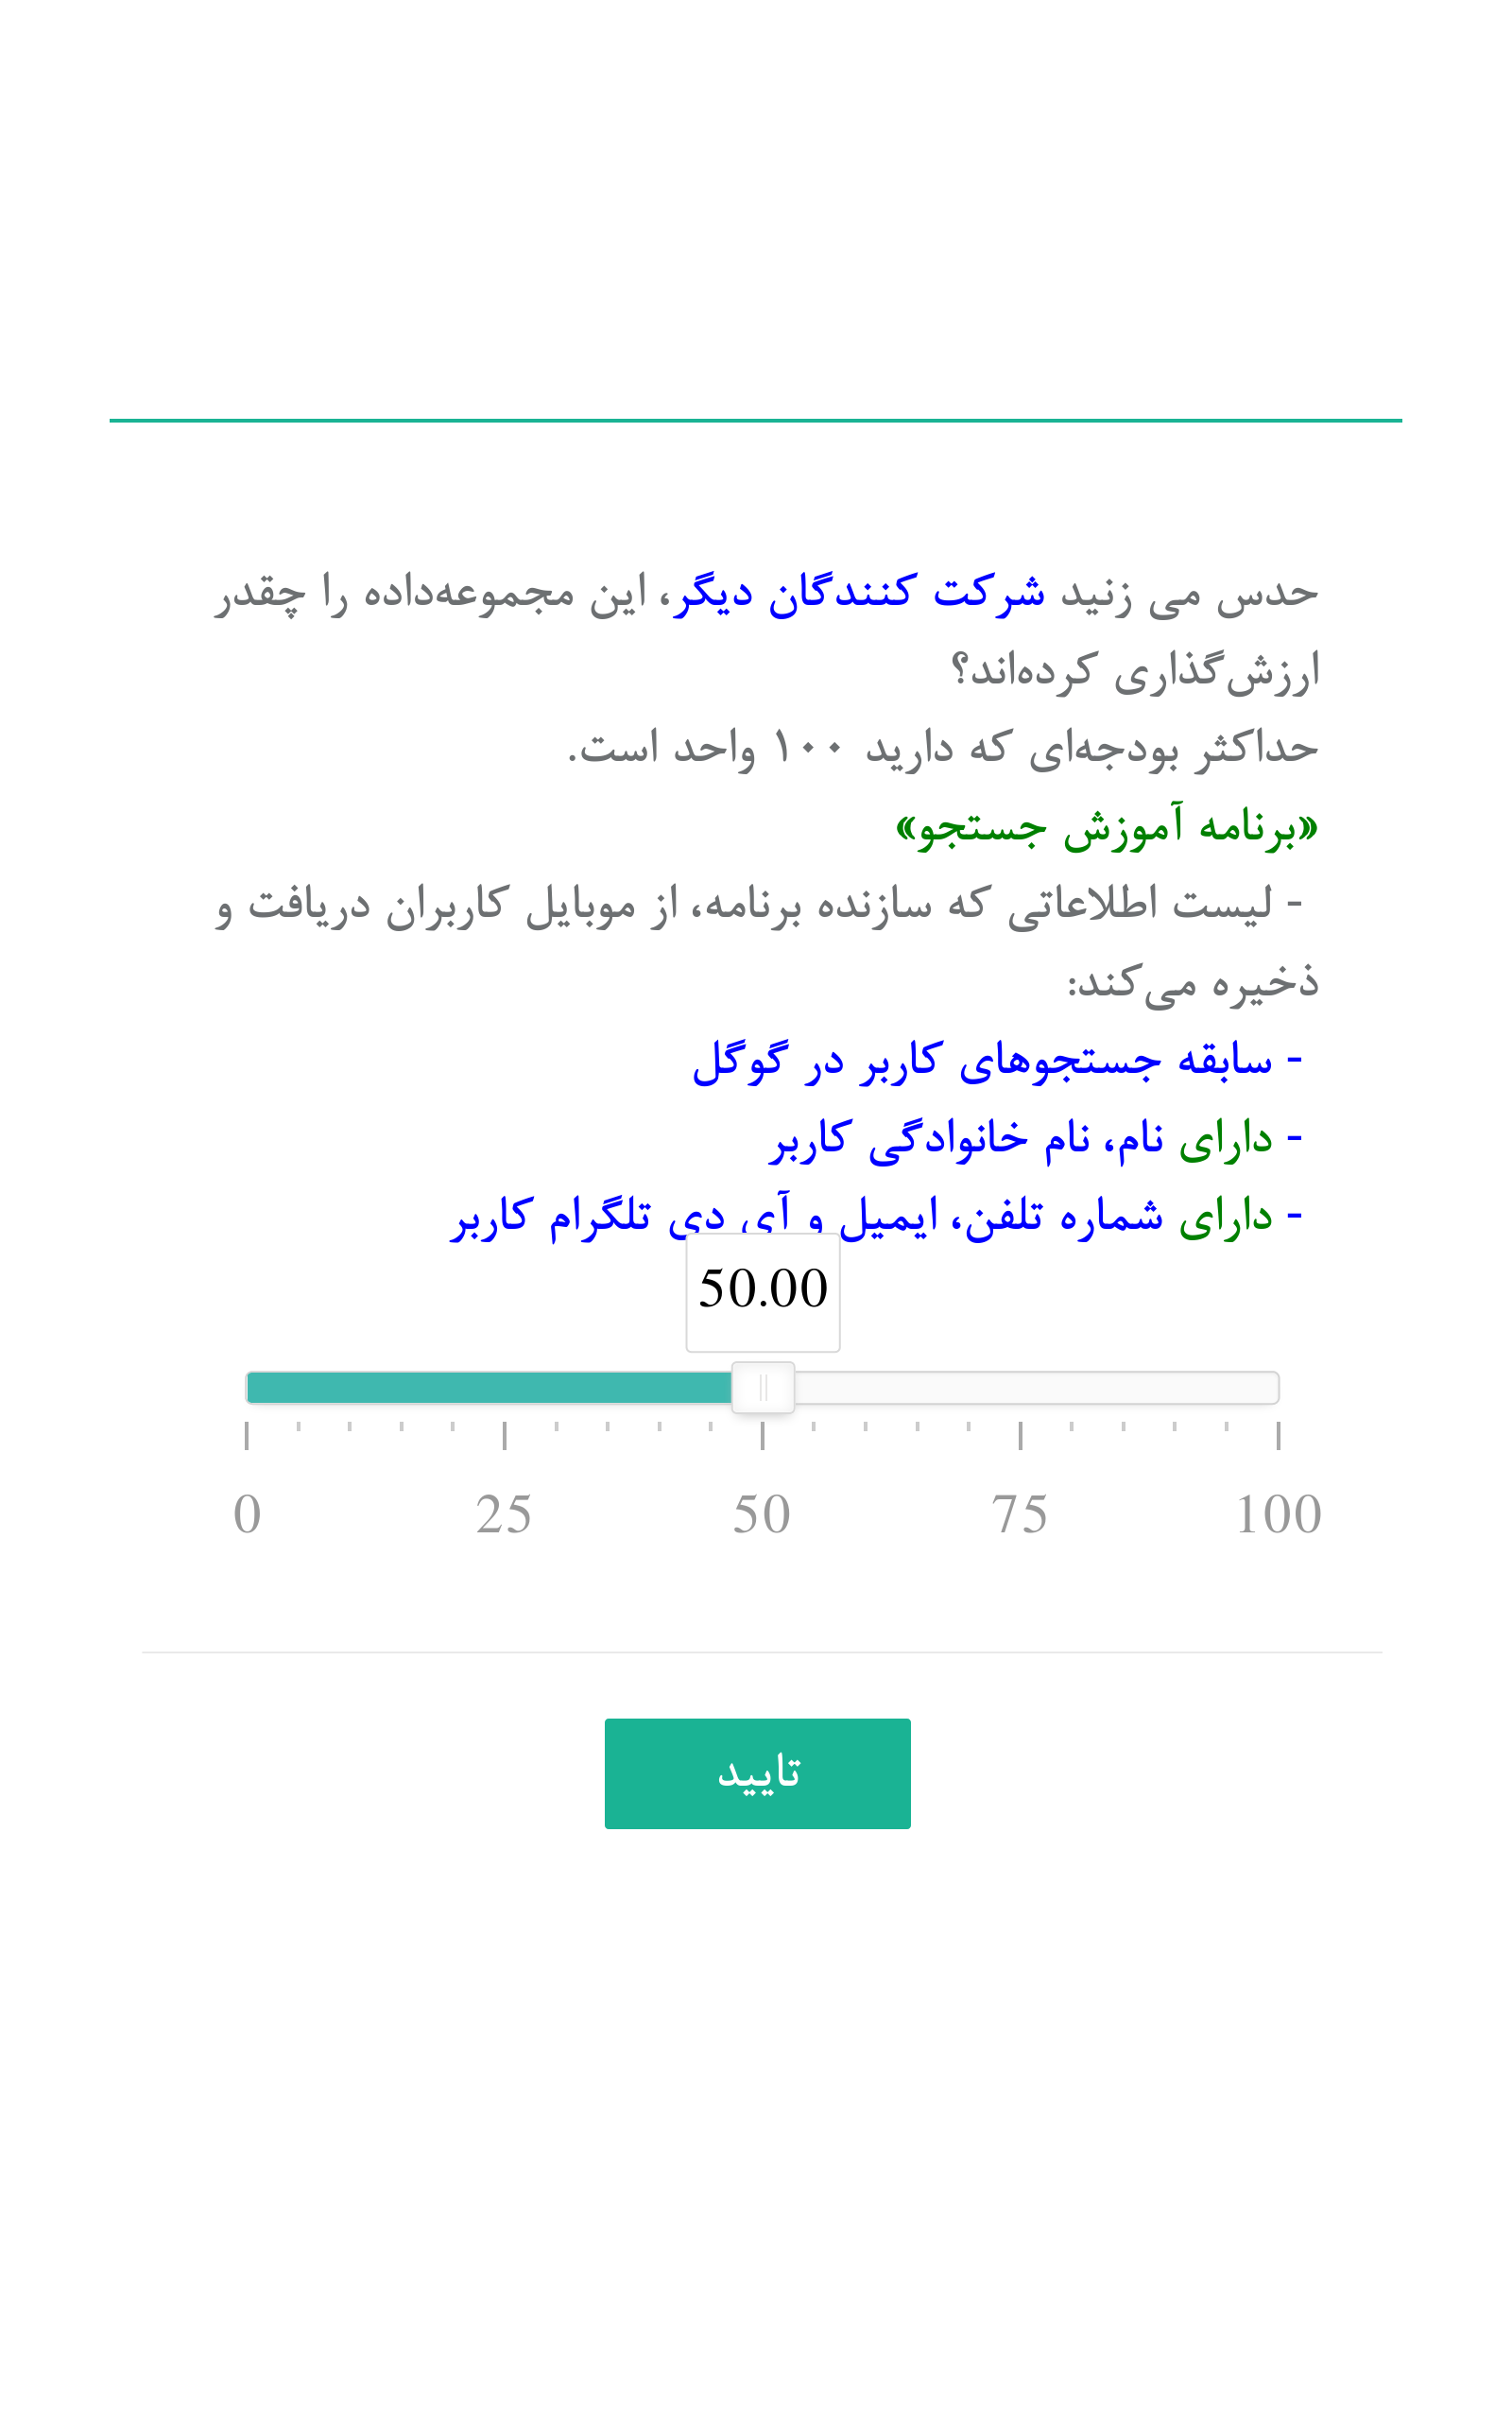 حدس می زنید شرکت کنندگان دیگر، این مجموعه‌داده را چقدر
ارزش‌گذاری کرده‌اند؟
حداکثر بودجه‌ای که دارید ۱۰۰ واحد است.
«برنامه آموزش جستجو»
- لیست اطلاعاتی که سازنده برنامه، از موبایل کاربران دریافت و
ذخیره می‌کند:
- سابقه جستجوهای کاربر در گوگل
- دارای نام، نام خانوادگی کاربر
- دارای شماره تلفن، ایمیل و آی دی تلگرام کاربر
50.00
0 25 50 75 100
تایید